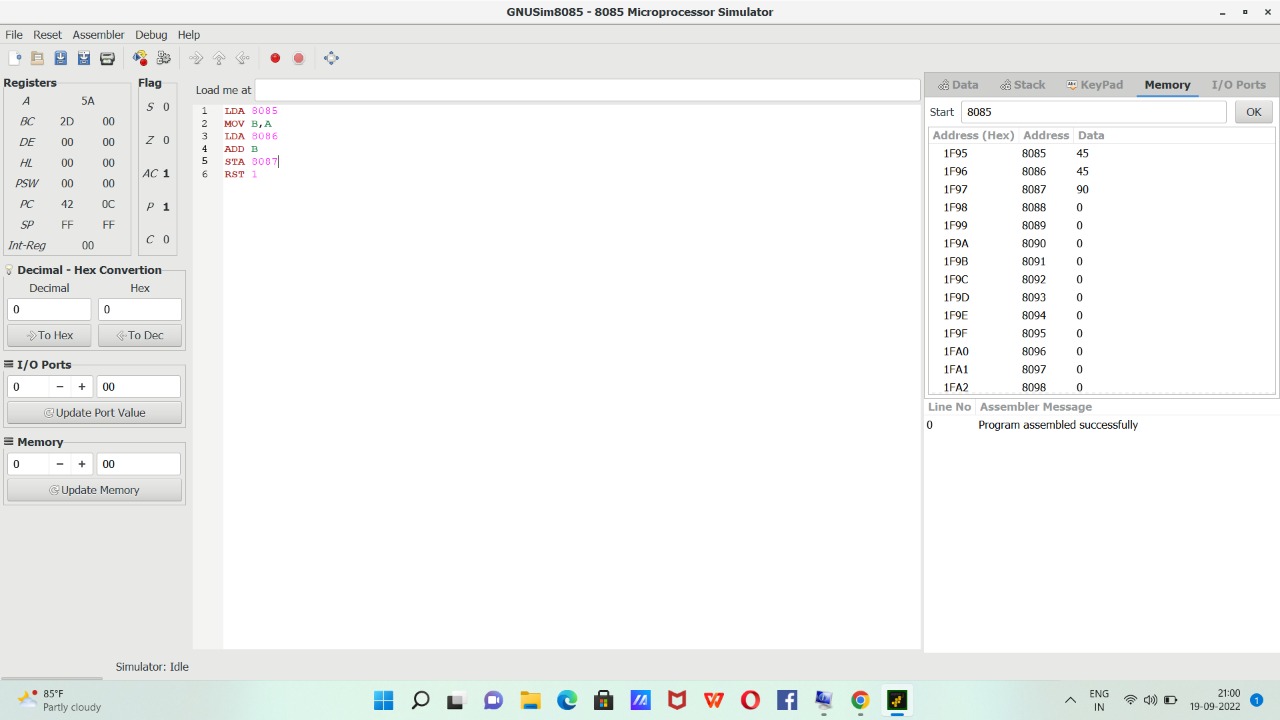 GNUSim8085 - 8085 Microprocessor Simulator
File Reset Assembler Debug Help
Registers
A 5A
BC 2D 00
DE 00 00
HL 00 00
PSW 00 00
PC 42 0C
SP FF FF
Int-Reg 00
Flag
S 0
Z 0
AC 1
P 1
C 0
Decimal - Hex Convertion
Decimal Hex
0 0
To Hex To Dec
I/O Ports
0 − + 00
Update Port Value
Memory
0 − + 00
Update Memory
Load me at
1 LDA 8085
2 MOV B,A
3 LDA 8086
4 ADD B
5 STA 8087
6 RST 1
Data Stack KeyPad Memory I/O Ports
Start 8085 OK
Address (Hex) Address Data
1F95 8085 45
1F96 8086 45
1F97 8087 90
1F98 8088 0
1F99 8089 0
1F9A 8090 0
1F9B 8091 0
1F9C 8092 0
1F9D 8093 0
1F9E 8094 0
1F9F 8095 0
1FA0 8096 0
1FA1 8097 0
1FA2 8098 0
Line No Assembler Message
0 Program assembled successfully
Simulator: Idle
85°F
Partly cloudy
ENG
IN
21:00
19-09-2022
1